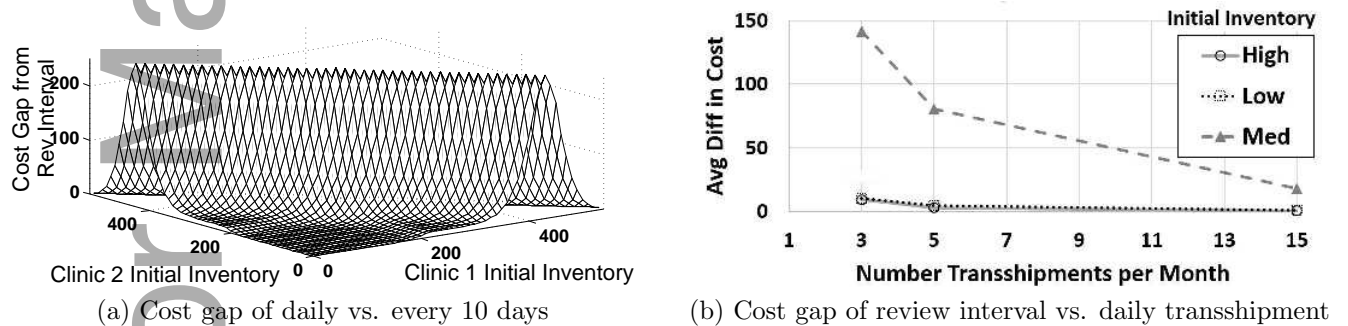 Cost Gap from
Rev Interval
200
100
0
400
200
0
0
200
400
Clinic 2 Initial Inventory
Clinic 1 Initial Inventory
(a) Cost gap of daily vs. every 10 days
Avg Diff in Cost
150
100
50
0
1 3 5 7 9 11 13 15
Number Transshipments per Month
Initial Inventory
High
Low
Med
(b) Cost gap of review interval vs. daily transshipment